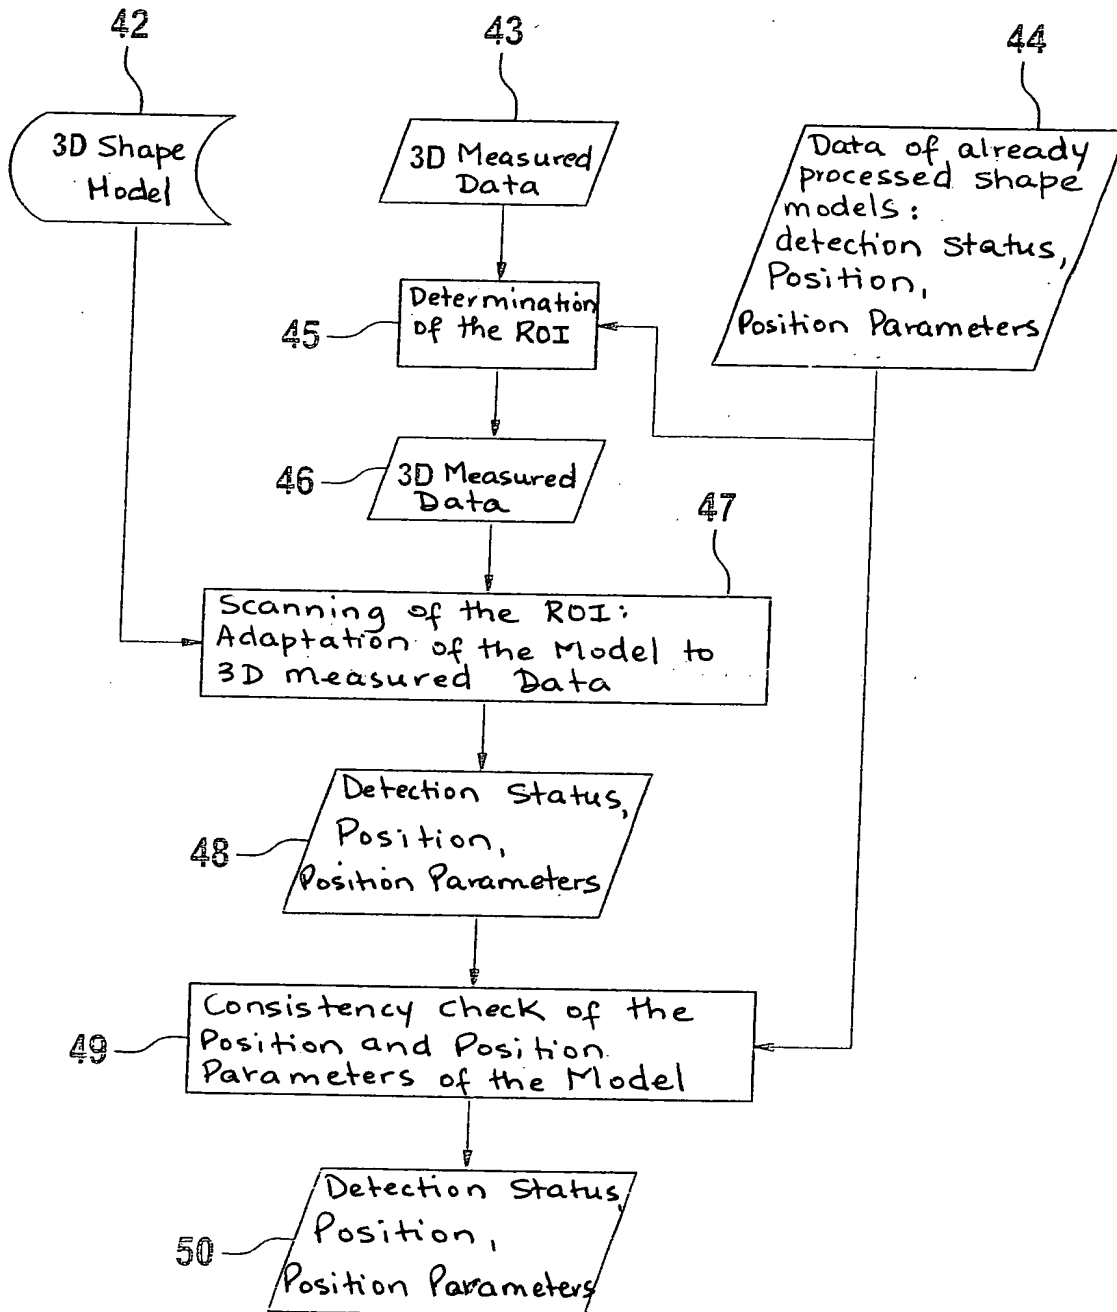 42
43
44
3D Shape
Model
3D Measured
Data
Data of already
processed shape
models:
detection status,
Position,
Position Parameters
45
Determination
of the ROI
46
3D Measured
Data
47
Scanning of the ROI:
Adaptation of the Model to
3D measured Data
48
Detection Status,
Position,
Position Parameters
49
Consistency check of the
Position and Position
Parameters of the Model
50
Detection Status,
Position,
Position Parameters